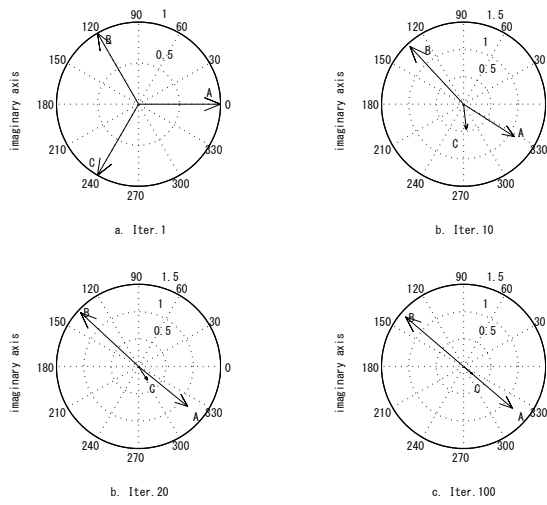 90 1
120 60
B
0.5
150 30
A
180 0
C
210 330
240 300
270
imaginary axis
a. Iter.1
90 1.5
120 60
B 1
0.5
150 30
180 0
A
C
210 330
240 300
270
imaginary axis
b. Iter.10
90 1.5
120 60
B 1
150 0.5 30
180 0
C
210 A 330
240 300
270
imaginary axis
b. Iter.20
90 1.5
120 60
B 1
150 0.5 30
180 0
C
210 A 330
240 300
270
imaginary axis
c. Iter.100